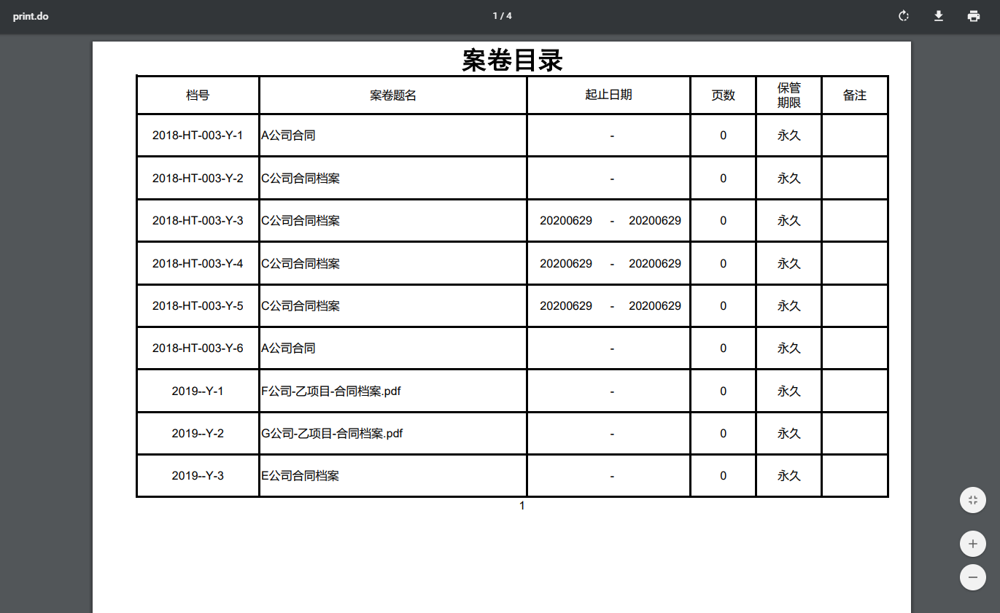 print.do
1 / 4
案卷目录
档号 案卷题名 起止日期 页数 保管 备注
期限
2018-HT-003-Y-1 A公司合同 - 0 永久
2018-HT-003-Y-2 C公司合同档案 - 0 永久
2018-HT-003-Y-3 C公司合同档案 20200629 - 20200629 0 永久
2018-HT-003-Y-4 C公司合同档案 20200629 - 20200629 0 永久
2018-HT-003-Y-5 C公司合同档案 20200629 - 20200629 0 永久
2018-HT-003-Y-6 A公司合同 - 0 永久
2019--Y-1 F公司-乙项目-合同档案.pdf - 0 永久
2019--Y-2 G公司-乙项目-合同档案.pdf - 0 永久
2019--Y-3 E公司合同档案 - 0 永久
1